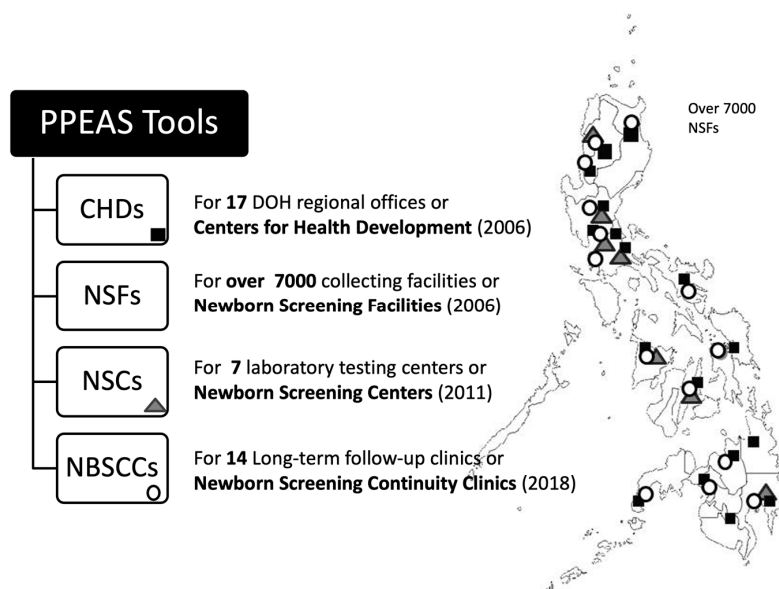 PPEAS Tools
CHDs
For 17 DOH regional offices or
Centers for Health Development (2006)
NSFs
For over 7000 collecting facilities or
Newborn Screening Facilities (2006)
NSCs
For 7 laboratory testing centers or
Newborn Screening Centers (2011)
NBSCCs
For 14 Long-term follow-up clinics or
Newborn Screening Continuity Clinics (2018)
Over 7000
NSFs